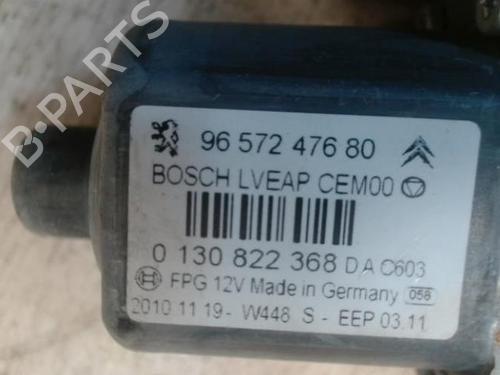 96 572 476 80
BOSCH LVEAP CEM00
0 130 822 368 DA C603
FPG 12V Made in Germany 058
2010 11 19 - W448 S - EEP 03.11
B-PARTS